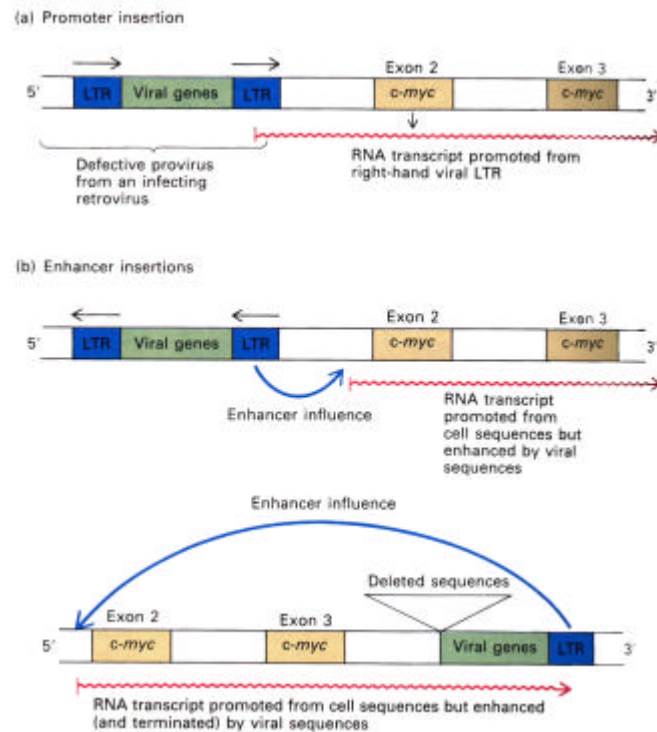 (a) Promoter insertion
Exon 2
Exon 3
5′
LTR
Viral genes
LTR
c-myc
c-myc
3′
Defective provirus
from an infecting
retrovirus
RNA transcript promoted from
right-hand viral LTR
(b) Enhancer insertions
Exon 2
Exon 3
5′
LTR
Viral genes
LTR
c-myc
c-myc
3′
Enhancer influence
RNA transcript
promoted from
cell sequences but
enhanced by viral
sequences
Enhancer influence
Deleted sequences
Exon 2
Exon 3
5′
c-myc
c-myc
Viral genes
LTR
3′
RNA transcript promoted from cell sequences but enhanced
(and terminated) by viral sequences